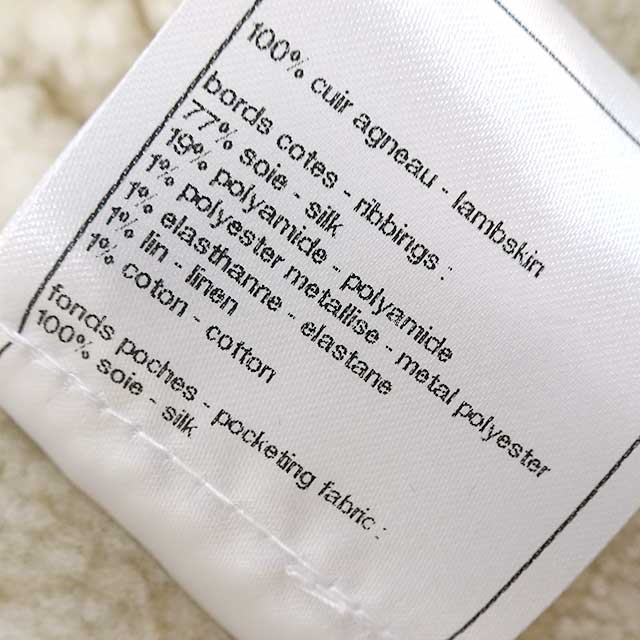 100% cuir agneau - lambskin
bords cotes - ribbings :
77% soie - silk
19% polyamide - polyamide
1% polyester metallise - metal polyester
1% elasthanne - elastane
1% lin - linen
1% coton - cotton
fonds poches - pocketing fabric :
100% soie - silk